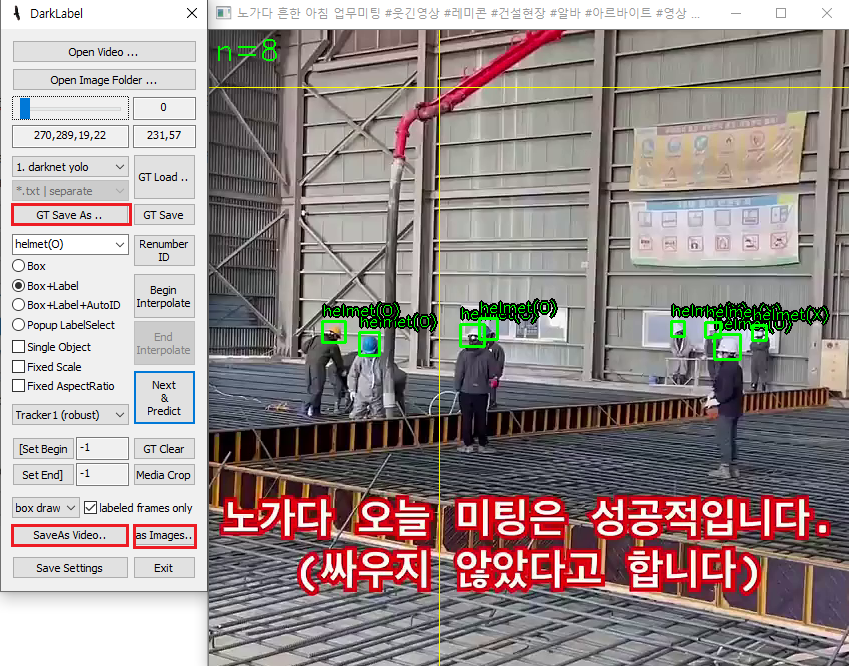 DarkLabel
Open Video ...
Open Image Folder ...
0
270,289,19,22
231,57
1. darknet yolo
GT Load ..
*.txt | separate
GT Save As ..
GT Save
helmet(O)
Renumber
ID
Box
Box+Label
Box+Label+AutoID
Popup LabelSelect
Begin
Interpolate
Single Object
Fixed Scale
Fixed AspectRatio
End
Interpolate
Next
&
Predict
Tracker1 (robust)
[Set Begin
-1
GT Clear
Set End]
-1
Media Crop
box draw
labeled frames only
SaveAs Video..
as Images..
Save Settings
Exit
노가다 흔한 아침 업무미팅 #웃긴영상 #레미콘 #건설현장 #알바 #아르바이트 #영상 ...
n=8
helmet(O)
helmet(O)
helmet(O)
helmet(X)
노가다 오늘 미팅은 성공적입니다.
(싸우지 않았다고 합니다)